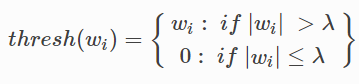 thresh(wᵢ) = { wᵢ : if |wᵢ| > λ
0 : if |wᵢ| ≤ λ }